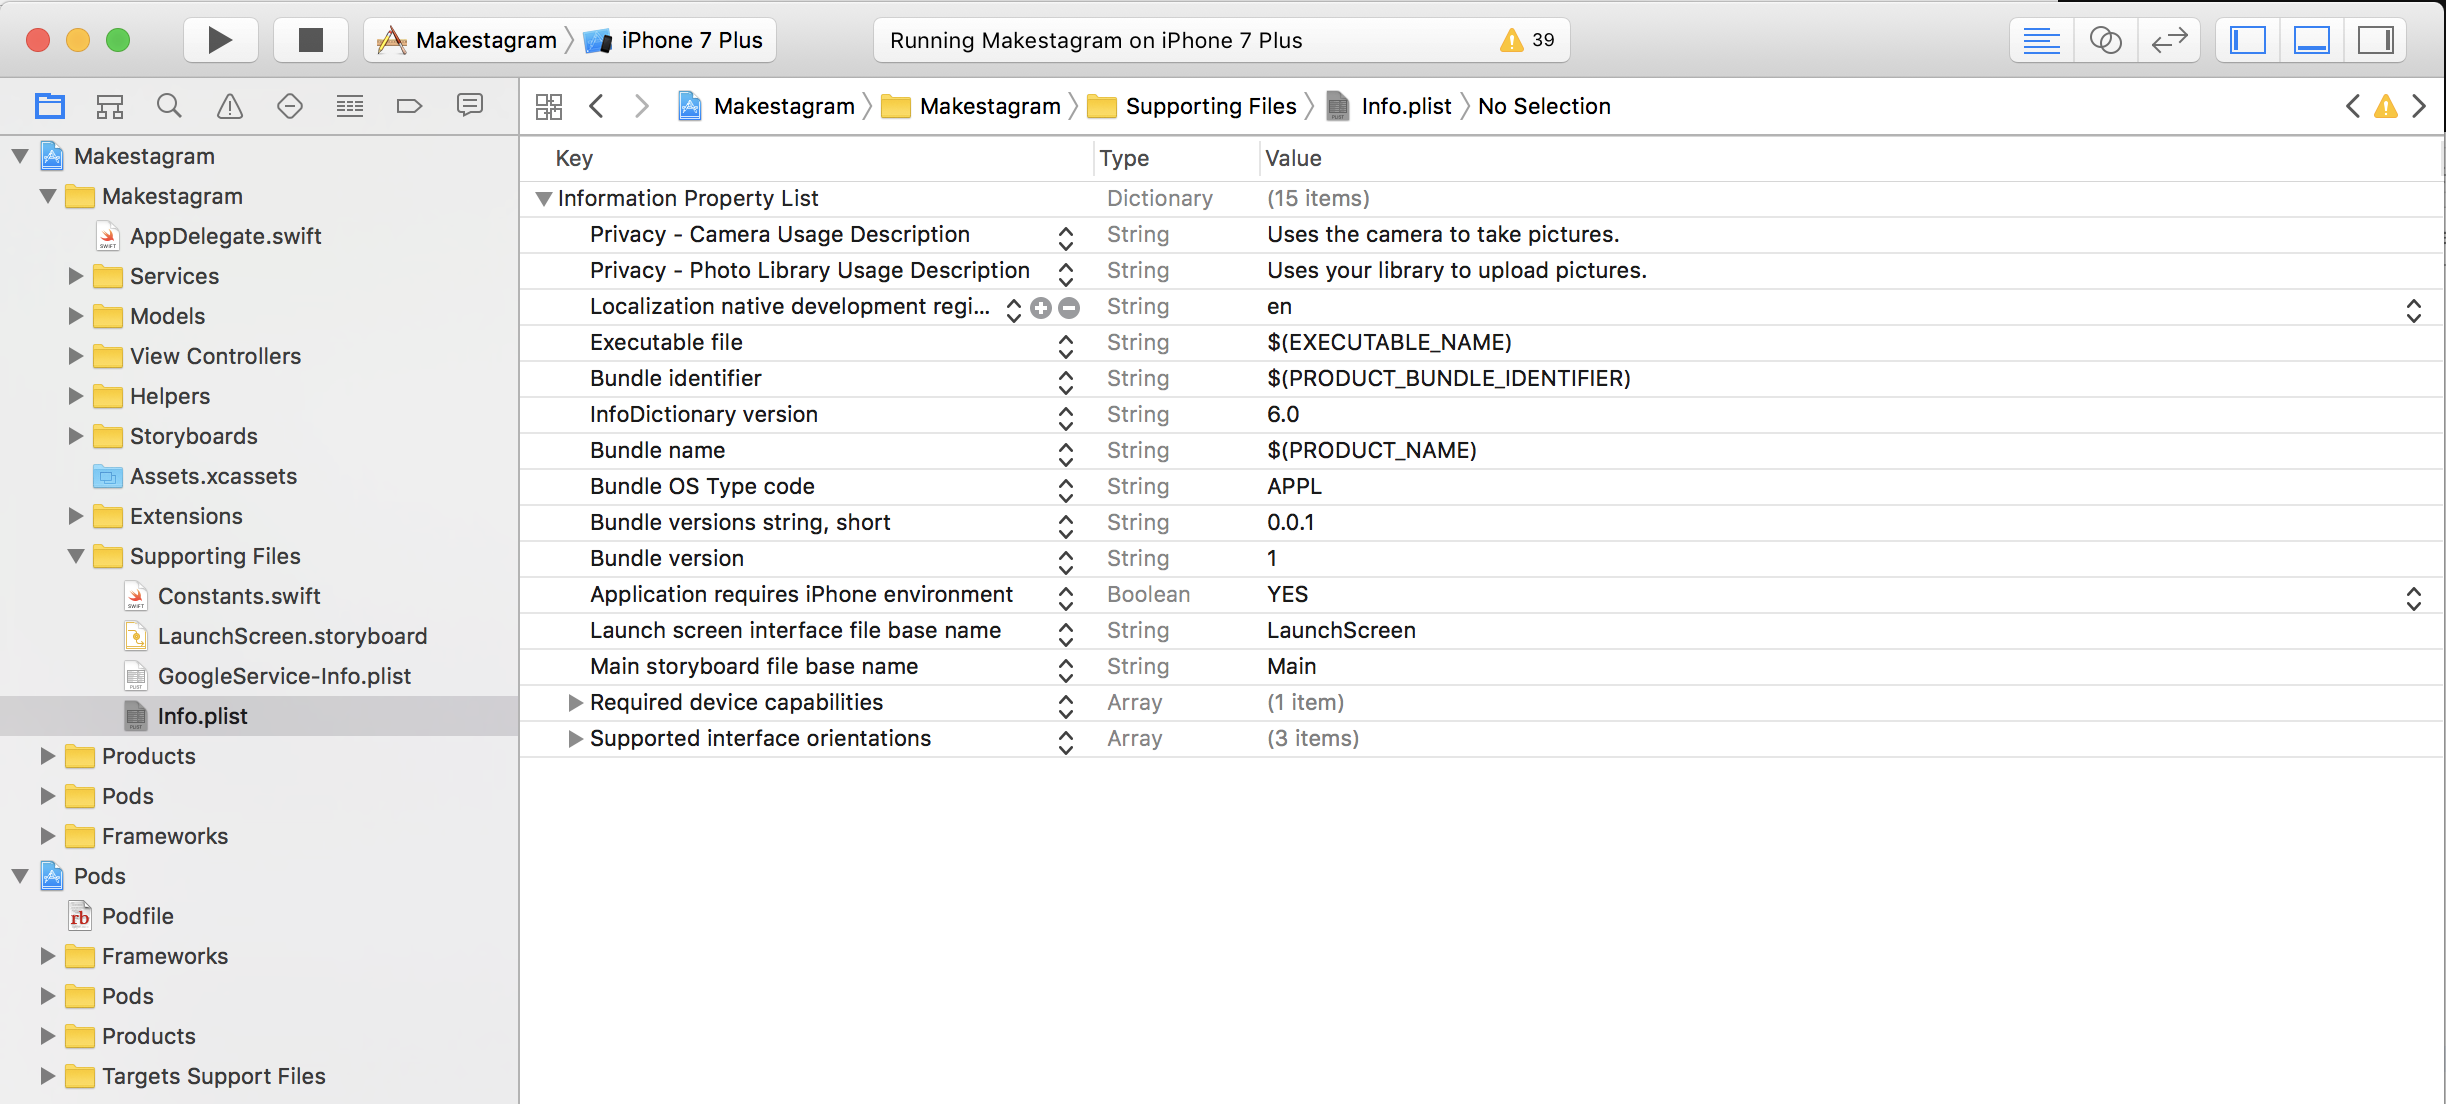 Makestagram iPhone 7 Plus
Running Makestagram on iPhone 7 Plus 39
Makestagram Makestagram Supporting Files Info.plist No Selection
Makestagram
Makestagram
AppDelegate.swift
Services
Models
View Controllers
Helpers
Storyboards
Assets.xcassets
Extensions
Supporting Files
Constants.swift
LaunchScreen.storyboard
GoogleService-Info.plist
Info.plist
Products
Pods
Frameworks
Pods
rb Podfile
Frameworks
Pods
Products
Targets Support Files
Key Type Value
Information Property List Dictionary (15 items)
Privacy - Camera Usage Description String Uses the camera to take pictures.
Privacy - Photo Library Usage Description String Uses your library to upload pictures.
Localization native development regi... String en
Executable file String $(EXECUTABLE_NAME)
Bundle identifier String $(PRODUCT_BUNDLE_IDENTIFIER)
InfoDictionary version String 6.0
Bundle name String $(PRODUCT_NAME)
Bundle OS Type code String APPL
Bundle versions string, short String 0.0.1
Bundle version String 1
Application requires iPhone environment Boolean YES
Launch screen interface file base name String LaunchScreen
Main storyboard file base name String Main
Required device capabilities Array (1 item)
Supported interface orientations Array (3 items)